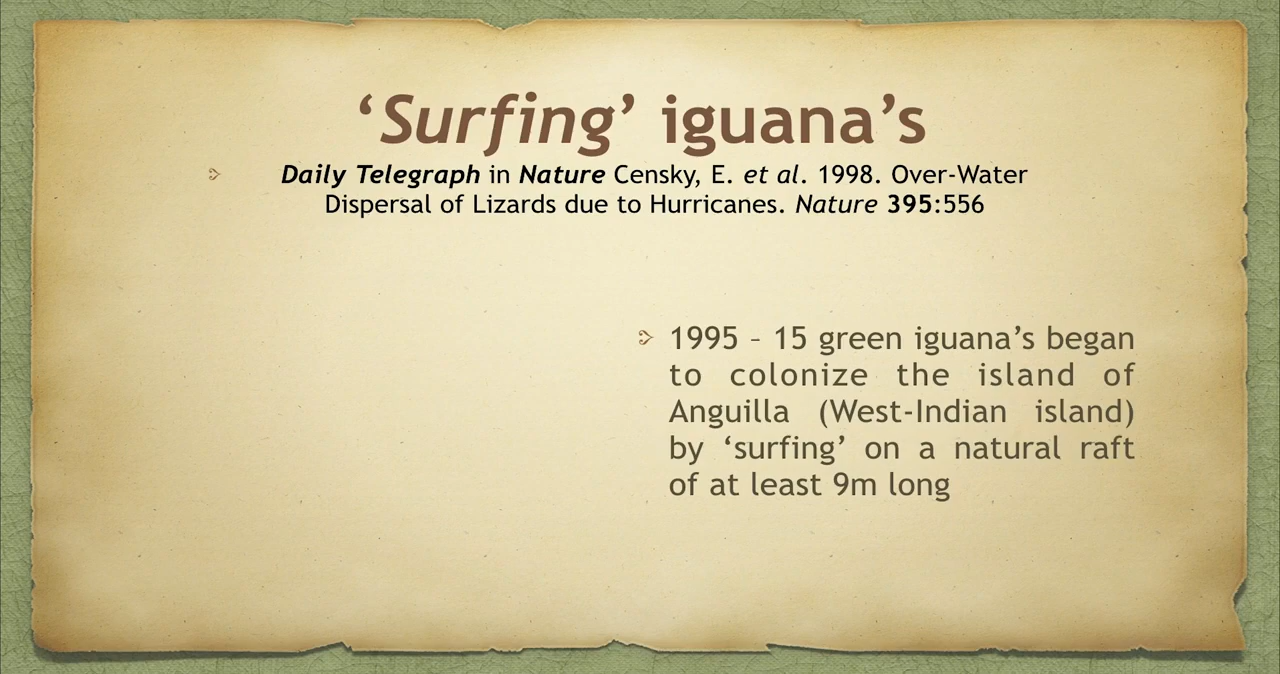 ‘Surfing’ iguana’s
Daily Telegraph in Nature Censky, E. et al. 1998. Over-Water
Dispersal of Lizards due to Hurricanes. Nature 395:556
1995 – 15 green iguana’s began
to colonize the island of
Anguilla (West-Indian island)
by ‘surfing’ on a natural raft
of at least 9m long